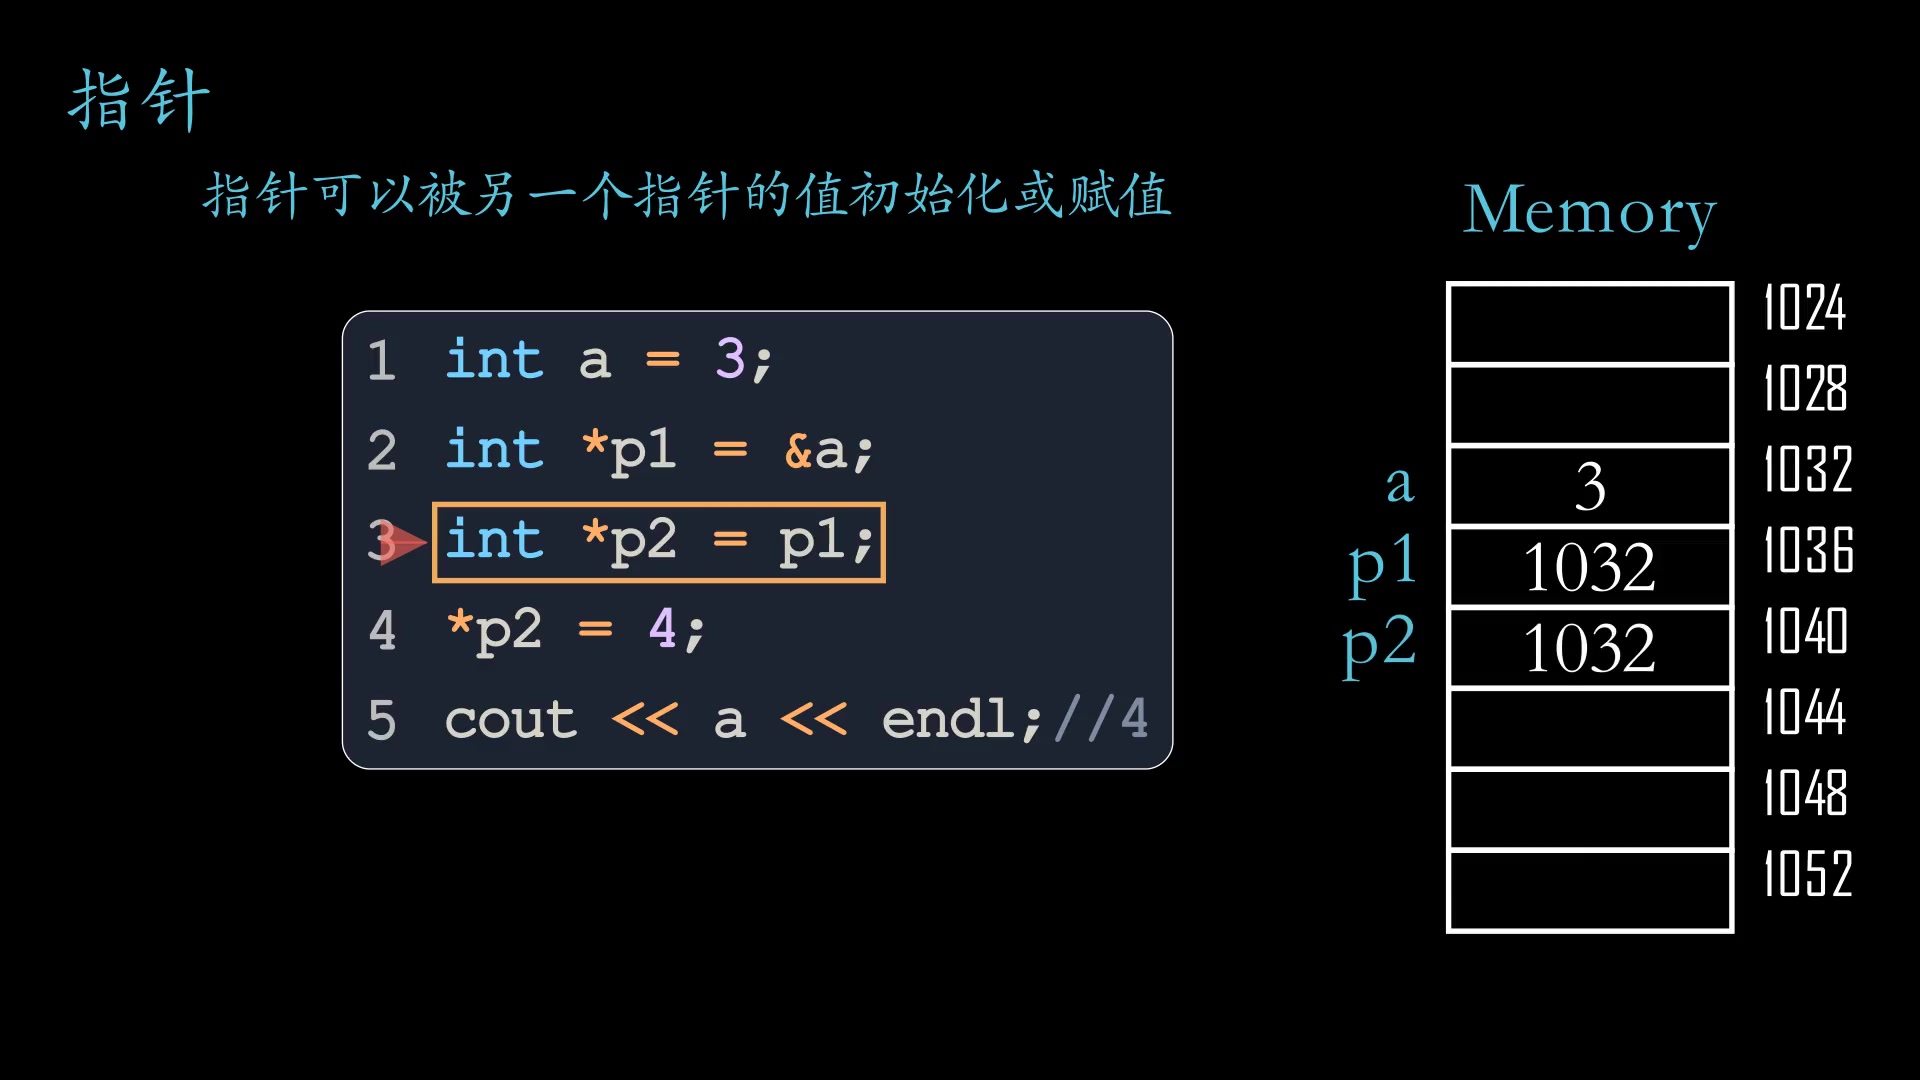 指针
指针可以被另一个指针的值初始化或赋值
1 int a = 3;
2 int *p1 = &a;
3 int *p2 = p1;
4 *p2 = 4;
5 cout << a << endl;//4
Memory
1024
1028
a 3 1032
p1 1032 1036
p2 1032 1040
1044
1048
1052